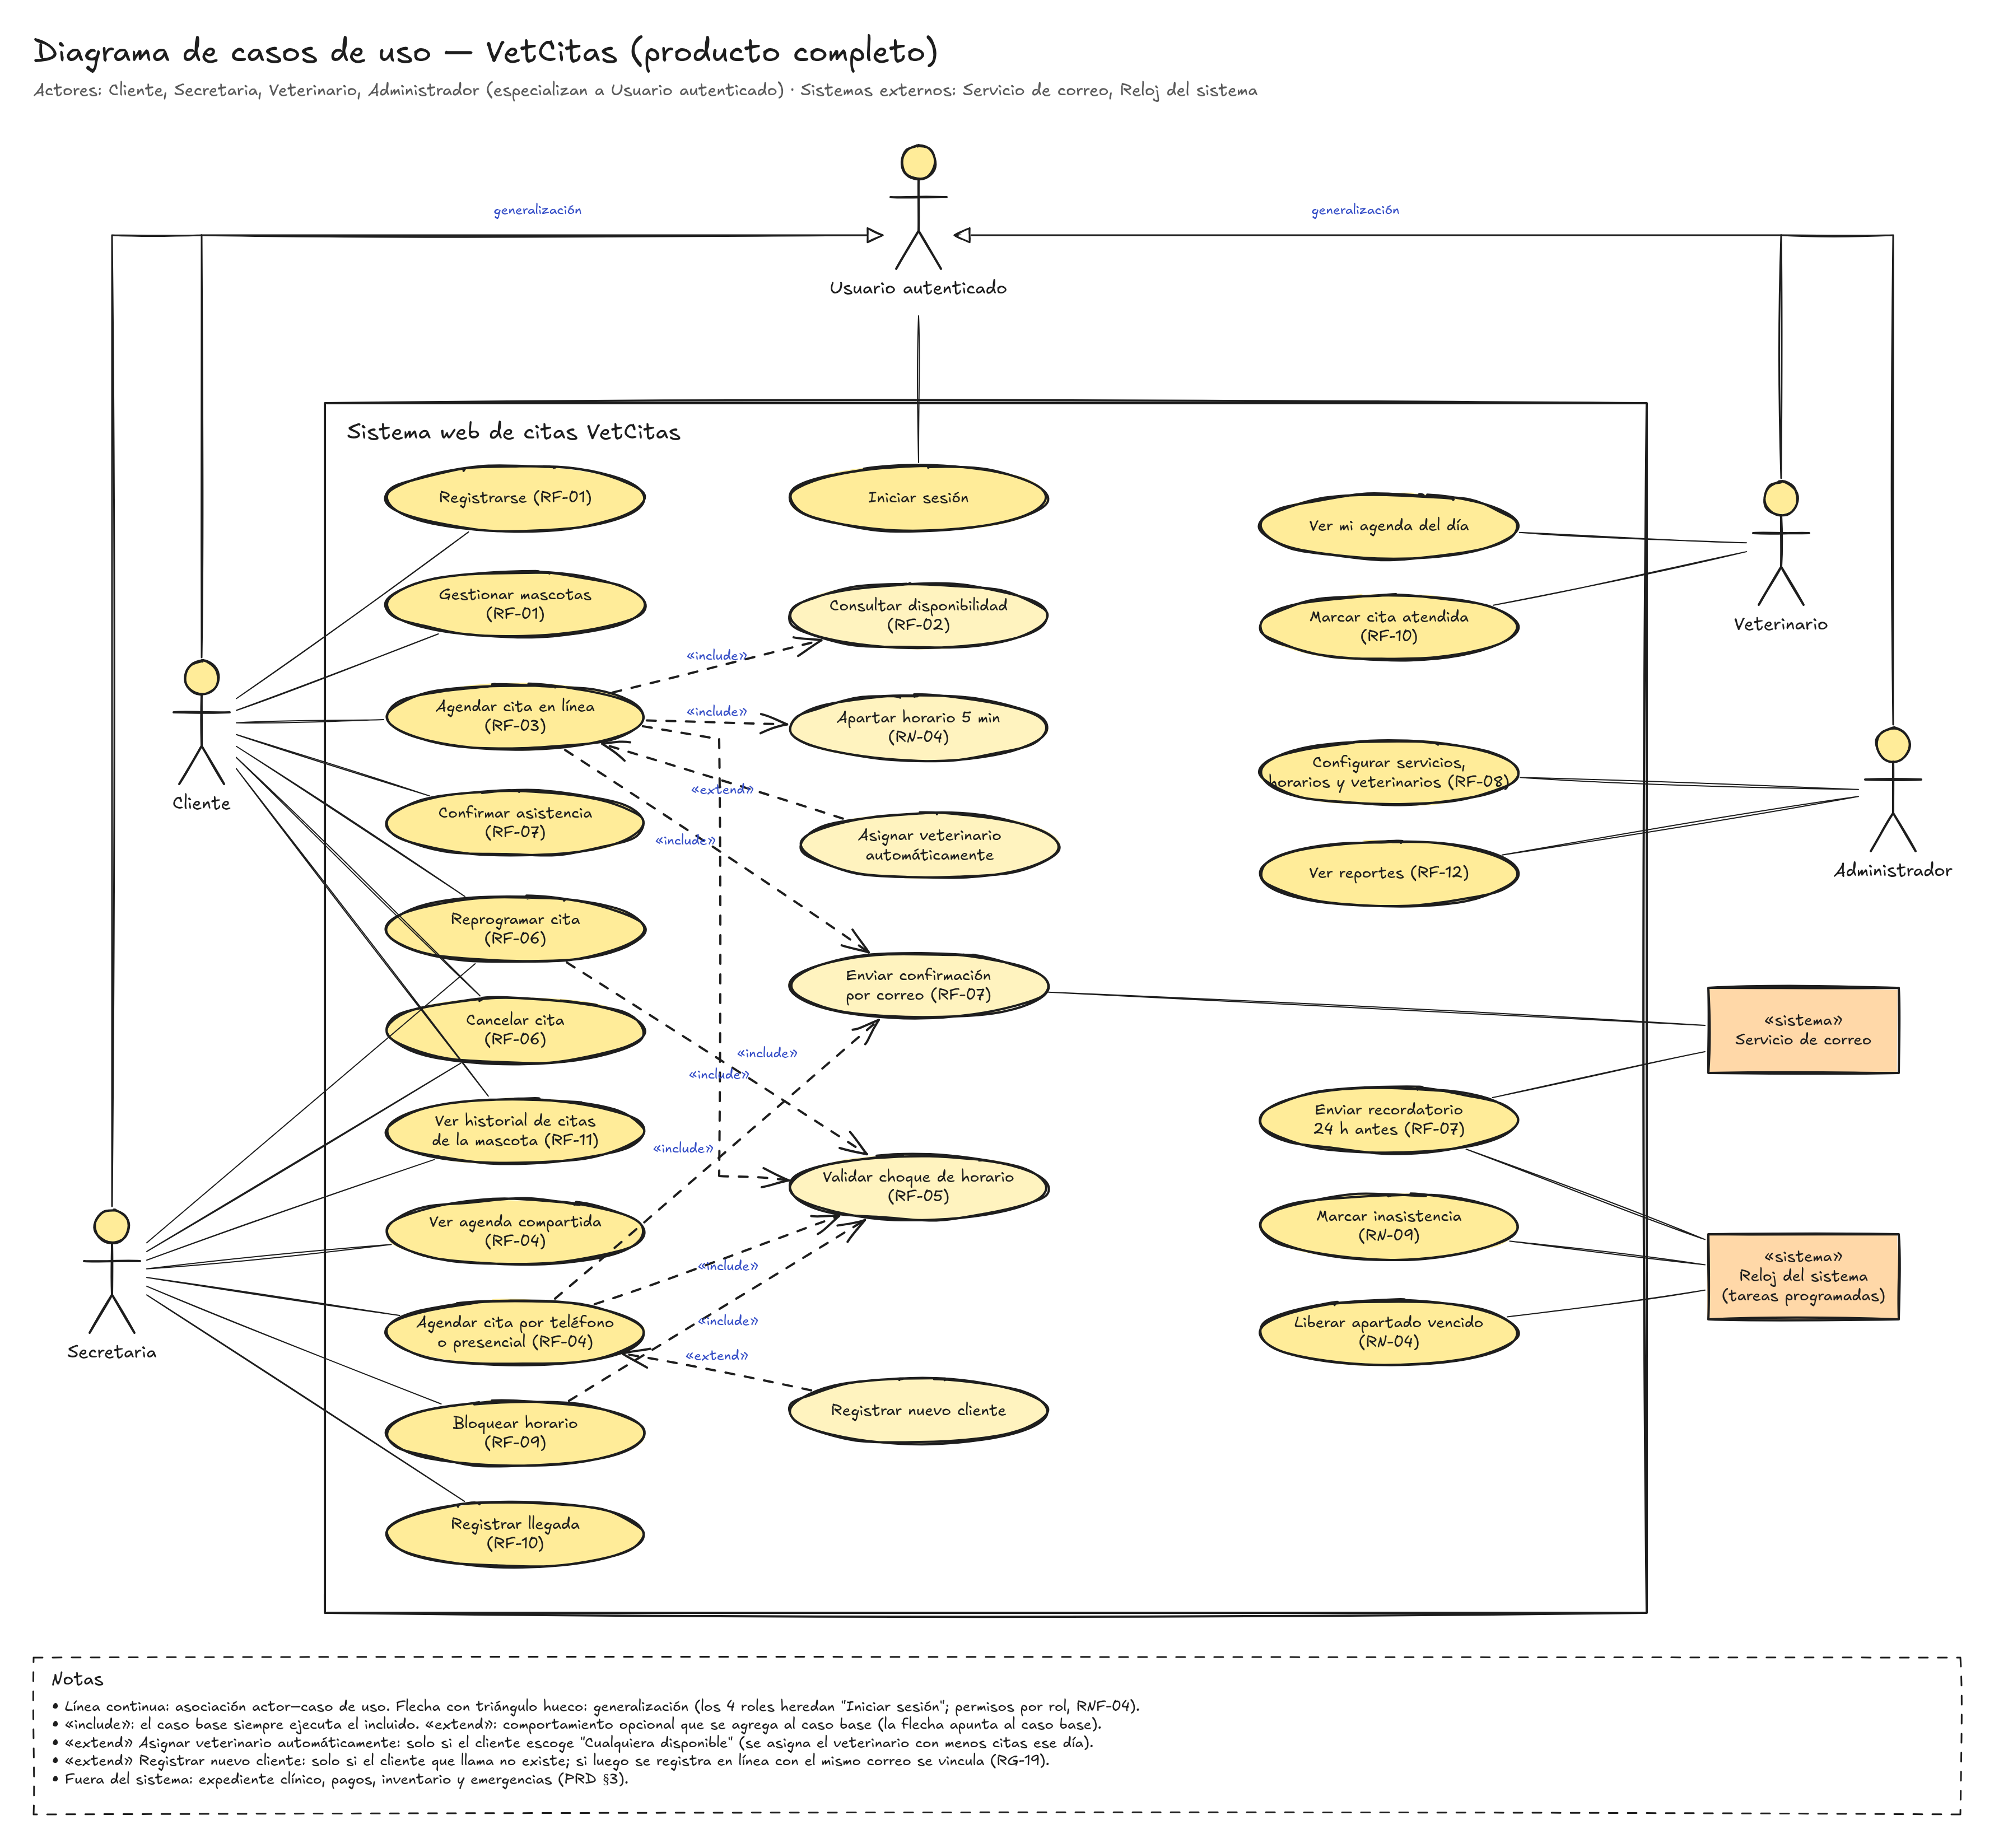 Diagrama de casos de uso — VetCitas (producto completo)
Actores: Cliente, Secretaria, Veterinario, Administrador (especializan a Usuario autenticado) · Sistemas externos: Servicio de correo, Reloj del sistema
generalización
generalización
Usuario autenticado
Sistema web de citas VetCitas
Registrarse (RF-01)
Iniciar sesión
Ver mi agenda del día
Gestionar mascotas
(RF-01)
Consultar disponibilidad
(RF-02)
Marcar cita atendida
(RF-10)
Veterinario
«include»
Agendar cita en línea
(RF-03)
«include»
Apartar horario 5 min
(RN-04)
Cliente
Configurar servicios,
horarios y veterinarios (RF-08)
«extend»
Confirmar asistencia
(RF-07)
«include»
Asignar veterinario
automáticamente
Ver reportes (RF-12)
Administrador
Reprogramar cita
(RF-06)
Enviar confirmación
por correo (RF-07)
Cancelar cita
(RF-06)
«sistema»
Servicio de correo
«include»
«include»
Ver historial de citas
de la mascota (RF-11)
Enviar recordatorio
24 h antes (RF-07)
«include»
Validar choque de horario
(RF-05)
Ver agenda compartida
(RF-04)
Marcar inasistencia
(RN-09)
«sistema»
Reloj del sistema
(tareas programadas)
«include»
Secretaria
Agendar cita por teléfono
o presencial (RF-04)
«include»
Liberar apartado vencido
(RN-04)
«extend»
Bloquear horario
(RF-09)
Registrar nuevo cliente
Registrar llegada
(RF-10)
Notas
• Línea continua: asociación actor—caso de uso. Flecha con triángulo hueco: generalización (los 4 roles heredan "Iniciar sesión"; permisos por rol, RNF-04).
• «include»: el caso base siempre ejecuta el incluido. «extend»: comportamiento opcional que se agrega al caso base (la flecha apunta al caso base).
• «extend» Asignar veterinario automáticamente: solo si el cliente escoge "Cualquiera disponible" (se asigna el veterinario con menos citas ese día).
• «extend» Registrar nuevo cliente: solo si el cliente que llama no existe; si luego se registra en línea con el mismo correo se vincula (RG-19).
• Fuera del sistema: expediente clínico, pagos, inventario y emergencias (PRD §3).